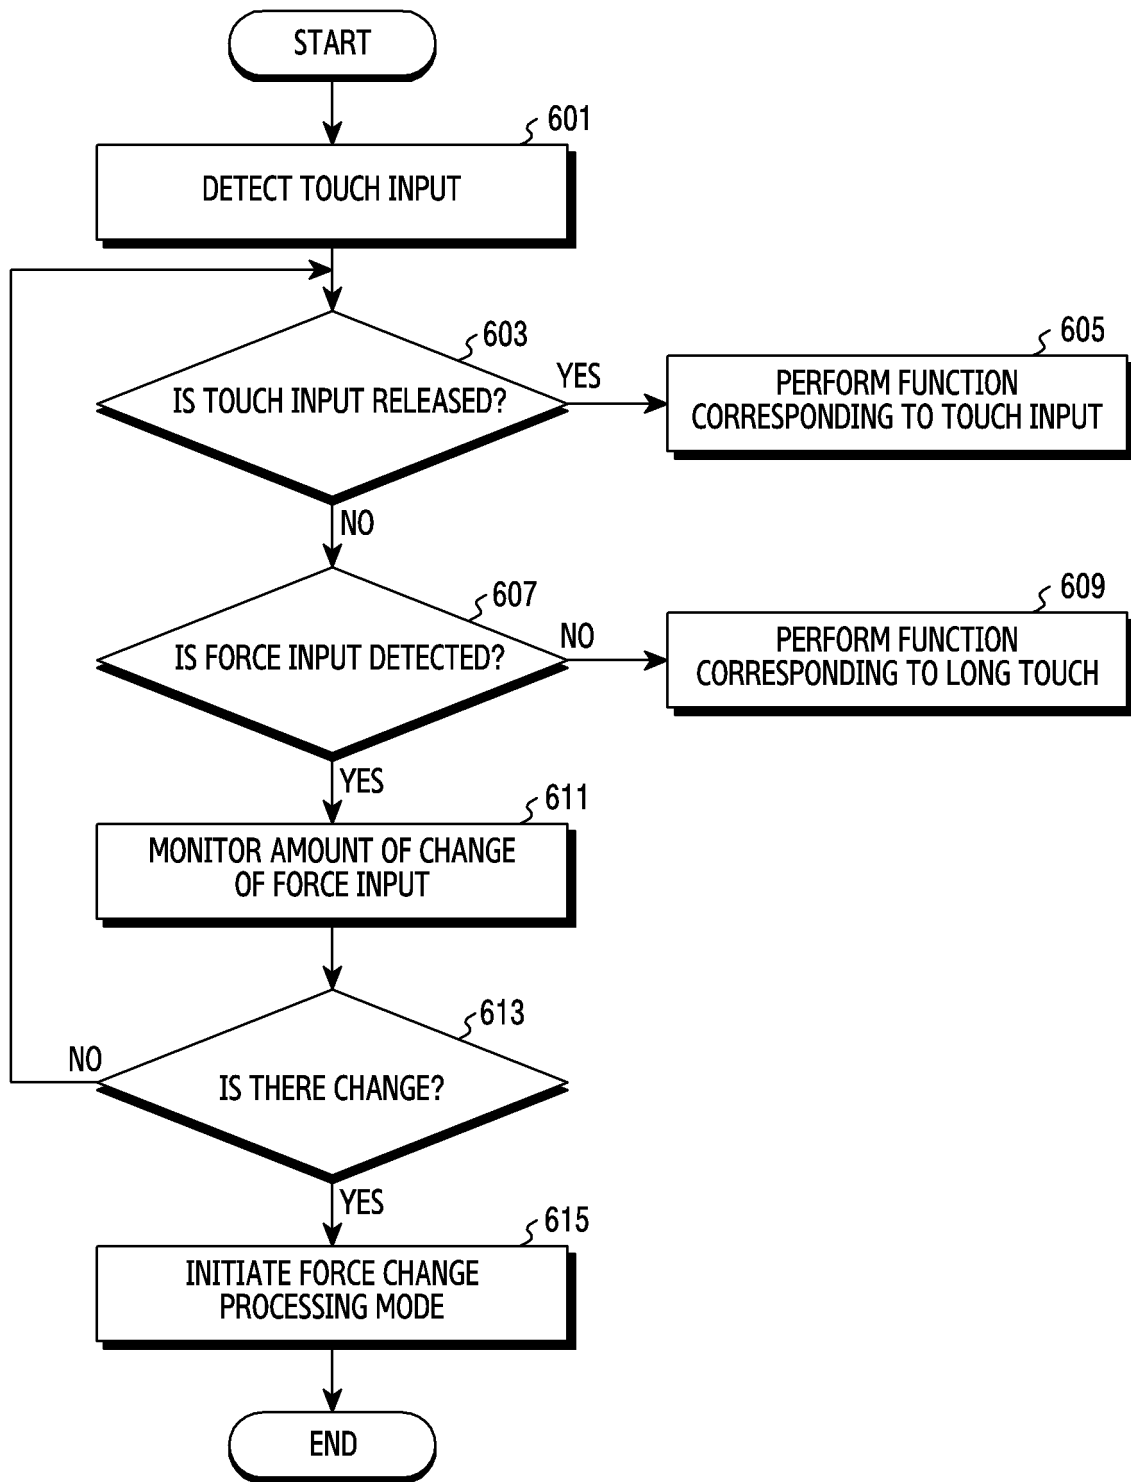 START
601
DETECT TOUCH INPUT
603
IS TOUCH INPUT RELEASED?
YES
605
PERFORM FUNCTION
CORRESPONDING TO TOUCH INPUT
NO
607
IS FORCE INPUT DETECTED?
NO
609
PERFORM FUNCTION
CORRESPONDING TO LONG TOUCH
YES
611
MONITOR AMOUNT OF CHANGE
OF FORCE INPUT
613
NO
IS THERE CHANGE?
YES
615
INITIATE FORCE CHANGE
PROCESSING MODE
END